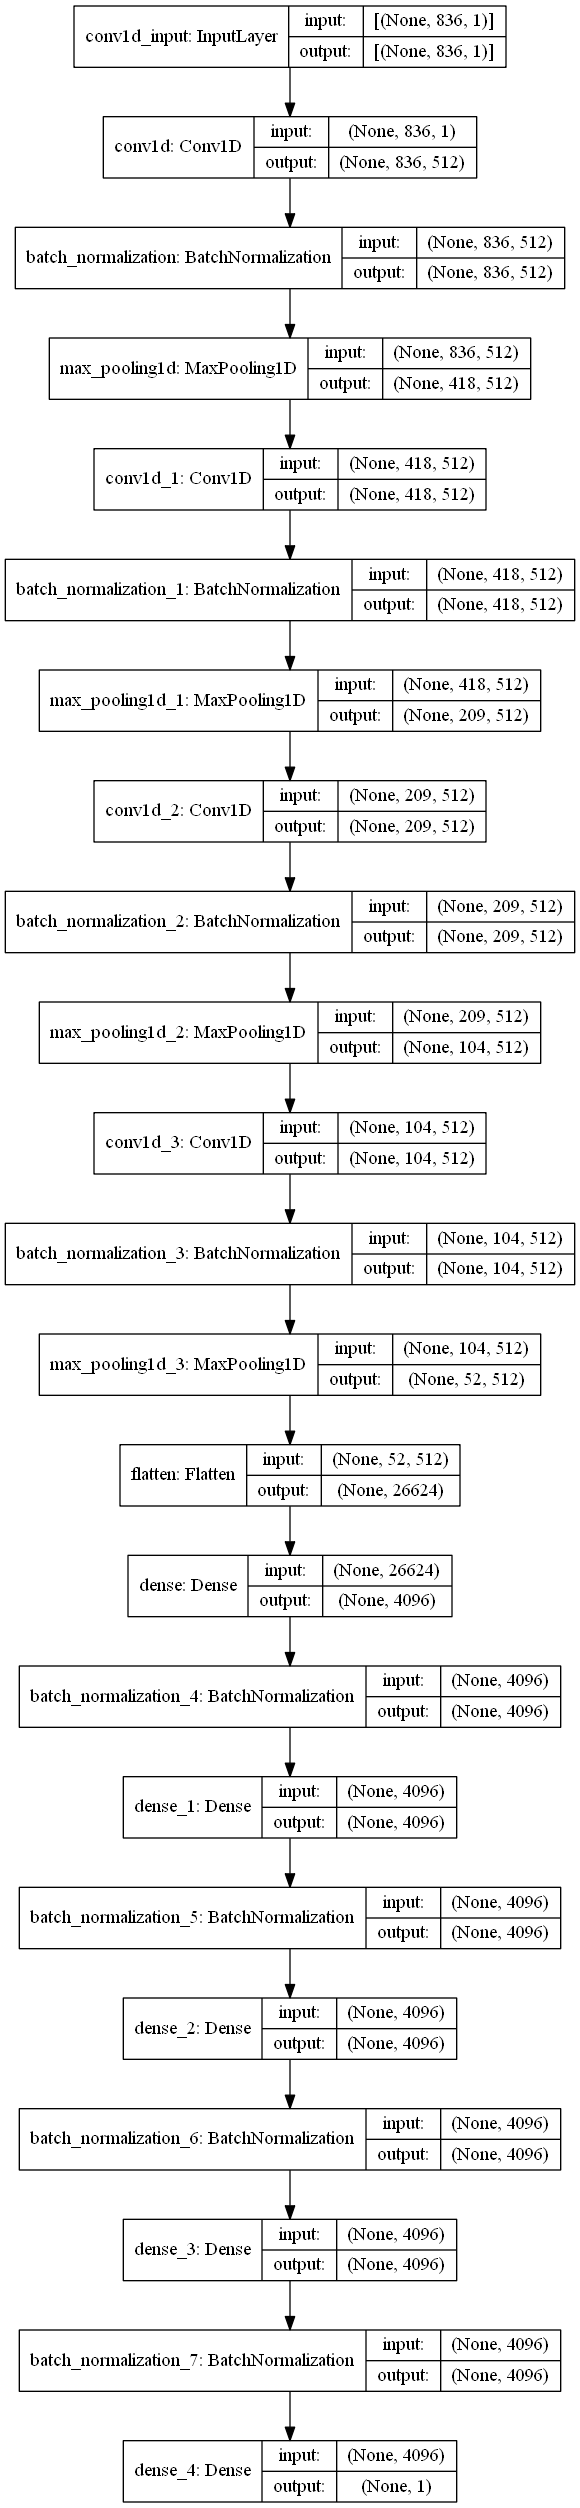 conv1d_input: InputLayer
input: [(None, 836, 1)]
output: [(None, 836, 1)]
conv1d: Conv1D
input: (None, 836, 1)
output: (None, 836, 512)
batch_normalization: BatchNormalization
input: (None, 836, 512)
output: (None, 836, 512)
max_pooling1d: MaxPooling1D
input: (None, 836, 512)
output: (None, 418, 512)
conv1d_1: Conv1D
input: (None, 418, 512)
output: (None, 418, 512)
batch_normalization_1: BatchNormalization
input: (None, 418, 512)
output: (None, 418, 512)
max_pooling1d_1: MaxPooling1D
input: (None, 418, 512)
output: (None, 209, 512)
conv1d_2: Conv1D
input: (None, 209, 512)
output: (None, 209, 512)
batch_normalization_2: BatchNormalization
input: (None, 209, 512)
output: (None, 209, 512)
max_pooling1d_2: MaxPooling1D
input: (None, 209, 512)
output: (None, 104, 512)
conv1d_3: Conv1D
input: (None, 104, 512)
output: (None, 104, 512)
batch_normalization_3: BatchNormalization
input: (None, 104, 512)
output: (None, 104, 512)
max_pooling1d_3: MaxPooling1D
input: (None, 104, 512)
output: (None, 52, 512)
flatten: Flatten
input: (None, 52, 512)
output: (None, 26624)
dense: Dense
input: (None, 26624)
output: (None, 4096)
batch_normalization_4: BatchNormalization
input: (None, 4096)
output: (None, 4096)
dense_1: Dense
input: (None, 4096)
output: (None, 4096)
batch_normalization_5: BatchNormalization
input: (None, 4096)
output: (None, 4096)
dense_2: Dense
input: (None, 4096)
output: (None, 4096)
batch_normalization_6: BatchNormalization
input: (None, 4096)
output: (None, 4096)
dense_3: Dense
input: (None, 4096)
output: (None, 4096)
batch_normalization_7: BatchNormalization
input: (None, 4096)
output: (None, 4096)
dense_4: Dense
input: (None, 4096)
output: (None, 1)